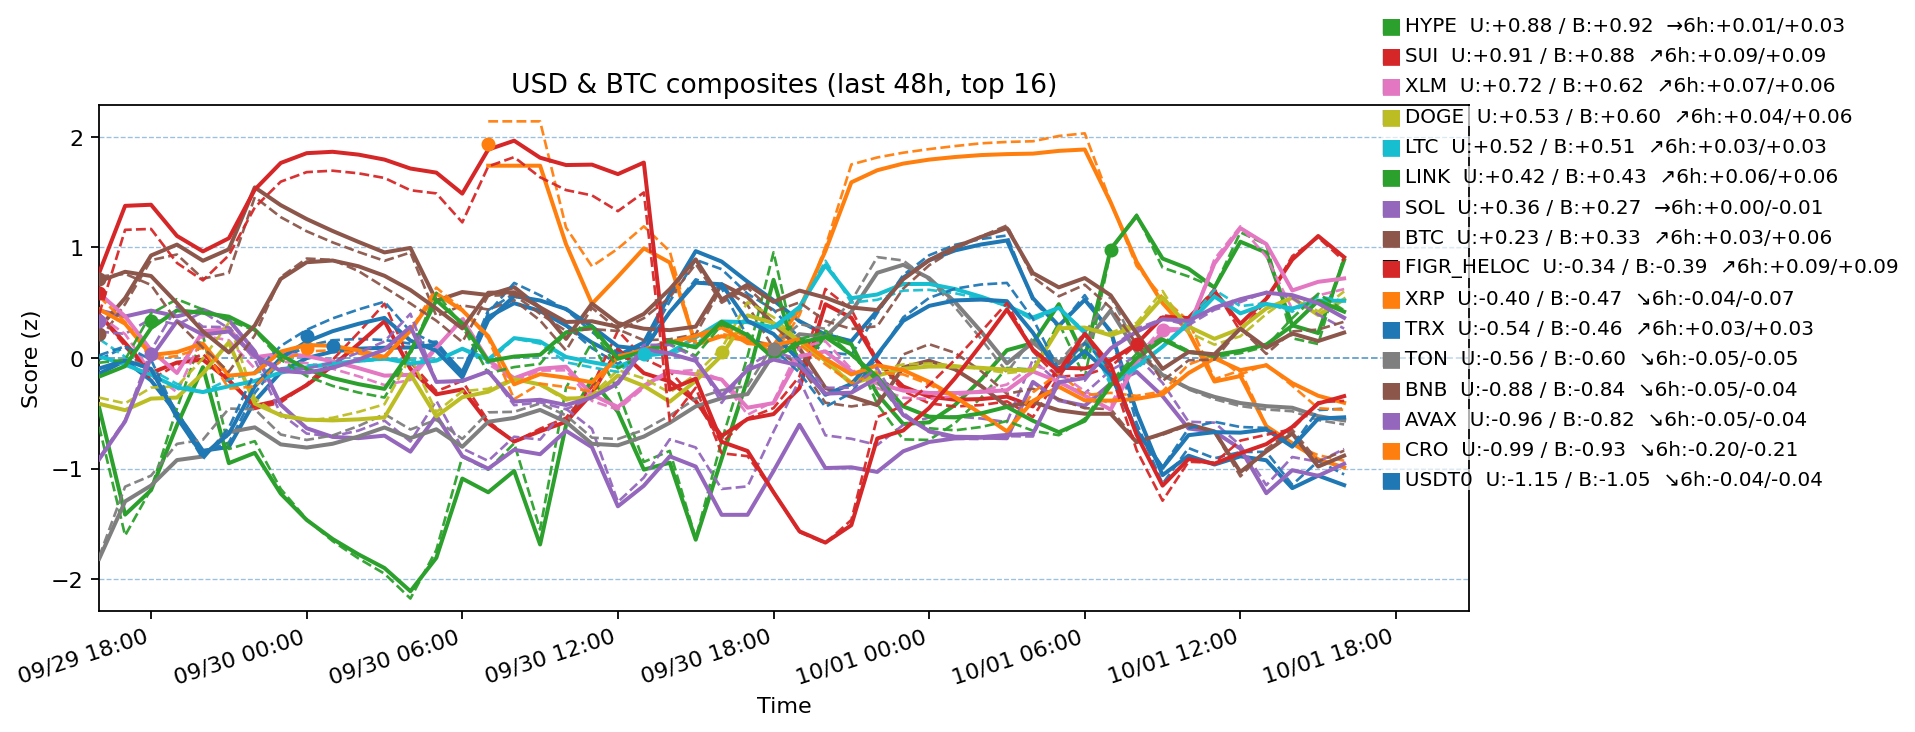 HYPE  U:+0.88 / B:+0.92  →6h:+0.01/+0.03
SUI  U:+0.91 / B:+0.88  ↗6h:+0.09/+0.09
XLM  U:+0.72 / B:+0.62  ↗6h:+0.07/+0.06
DOGE  U:+0.53 / B:+0.60  ↗6h:+0.04/+0.06
LTC  U:+0.52 / B:+0.51  ↗6h:+0.03/+0.03
LINK  U:+0.42 / B:+0.43  ↗6h:+0.06/+0.06
SOL  U:+0.36 / B:+0.27  →6h:+0.00/-0.01
BTC  U:+0.23 / B:+0.33  ↗6h:+0.03/+0.06
FIGR_HELOC  U:-0.34 / B:-0.39  ↗6h:+0.09/+0.09
XRP  U:-0.40 / B:-0.47  ↘6h:-0.04/-0.07
TRX  U:-0.54 / B:-0.46  ↗6h:+0.03/+0.03
TON  U:-0.56 / B:-0.60  ↘6h:-0.05/-0.05
BNB  U:-0.88 / B:-0.84  ↘6h:-0.05/-0.04
AVAX  U:-0.96 / B:-0.82  ↘6h:-0.05/-0.04
CRO  U:-0.99 / B:-0.93  ↘6h:-0.20/-0.21
USDT0  U:-1.15 / B:-1.05  ↘6h:-0.04/-0.04
USD & BTC composites (last 48h, top 16)
Score (z)
2
1
0
−1
−2
09/29 18:00
09/30 00:00
09/30 06:00
09/30 12:00
09/30 18:00
10/01 00:00
10/01 06:00
10/01 12:00
10/01 18:00
Time